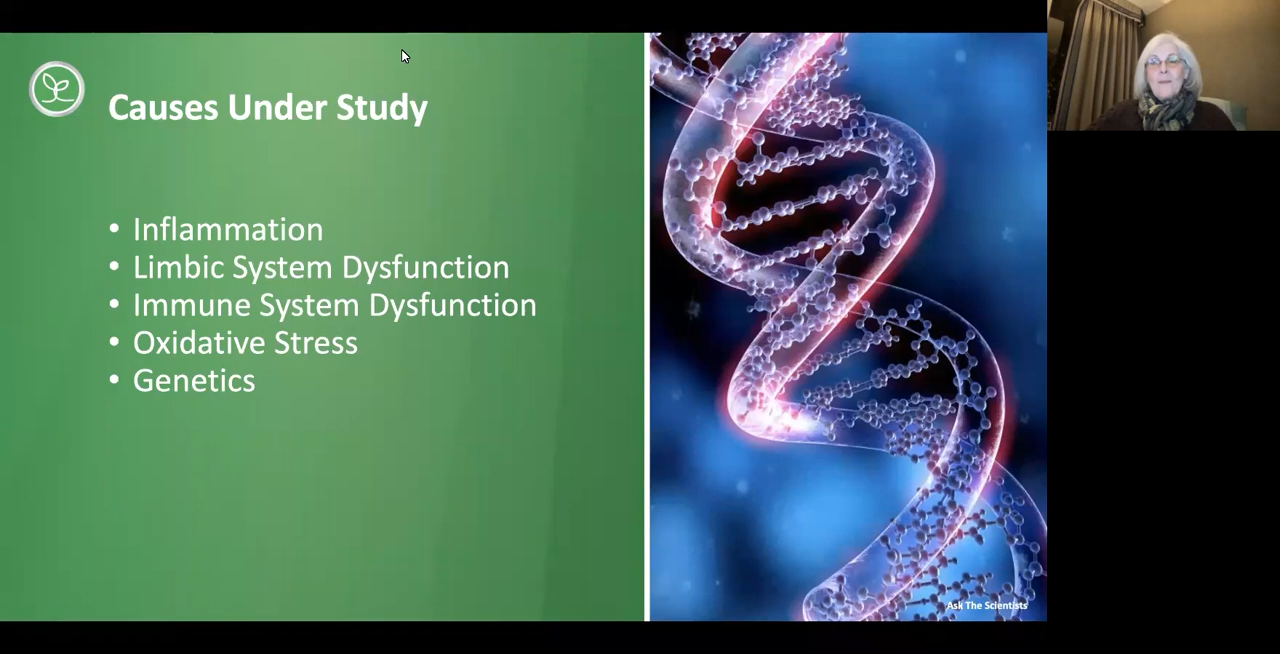 Causes Under Study
• Inflammation
• Limbic System Dysfunction
• Immune System Dysfunction
• Oxidative Stress
• Genetics
Ask The Scientists